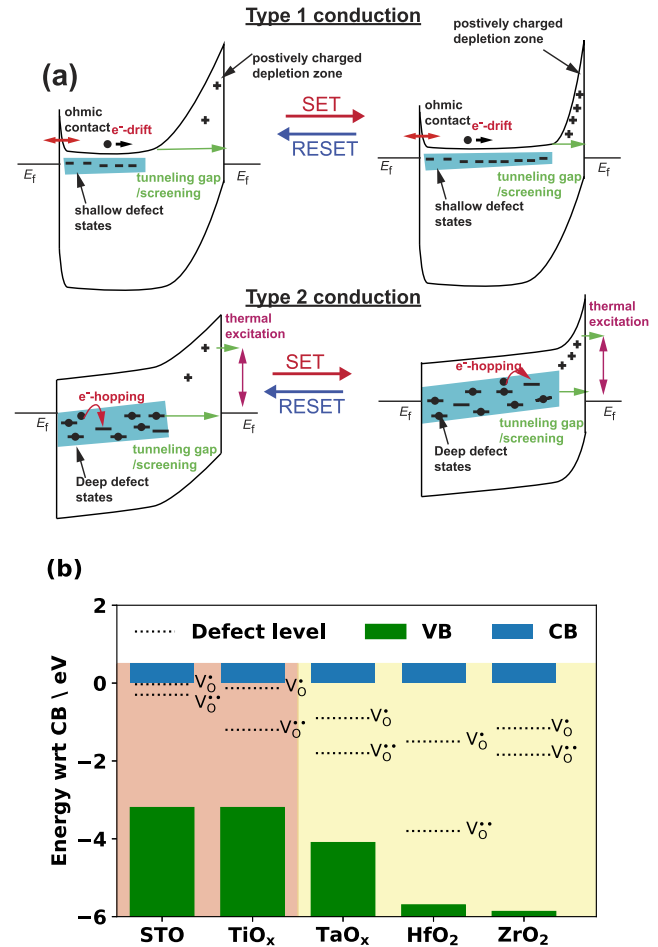 Type 1 conduction
(a)
postively charged
depletion zone
postively charged
depletion zone
ohmic
contact
e⁻-drift
SET
RESET
ohmic
contact
e⁻-drift
E_f
E_f
tunneling gap
/screening
shallow defect
states
E_f
E_f
tunneling gap
/screening
shallow defect
states
Type 2 conduction
thermal
excitation
thermal
excitation
e⁻-hopping
SET
RESET
e⁻-hopping
E_f
E_f
tunneling gap
/screening
Deep defect
states
E_f
E_f
tunneling gap
/screening
Deep defect
states
(b)
Energy wrt CB \ eV
2
0
−2
−4
−6
Defect level
VB
CB
V_O^•
V_O^••
V_O^•
V_O^••
V_O^•
V_O^••
V_O^•
V_O^••
V_O^•
V_O^••
STO
TiOₓ
TaOₓ
HfO₂
ZrO₂